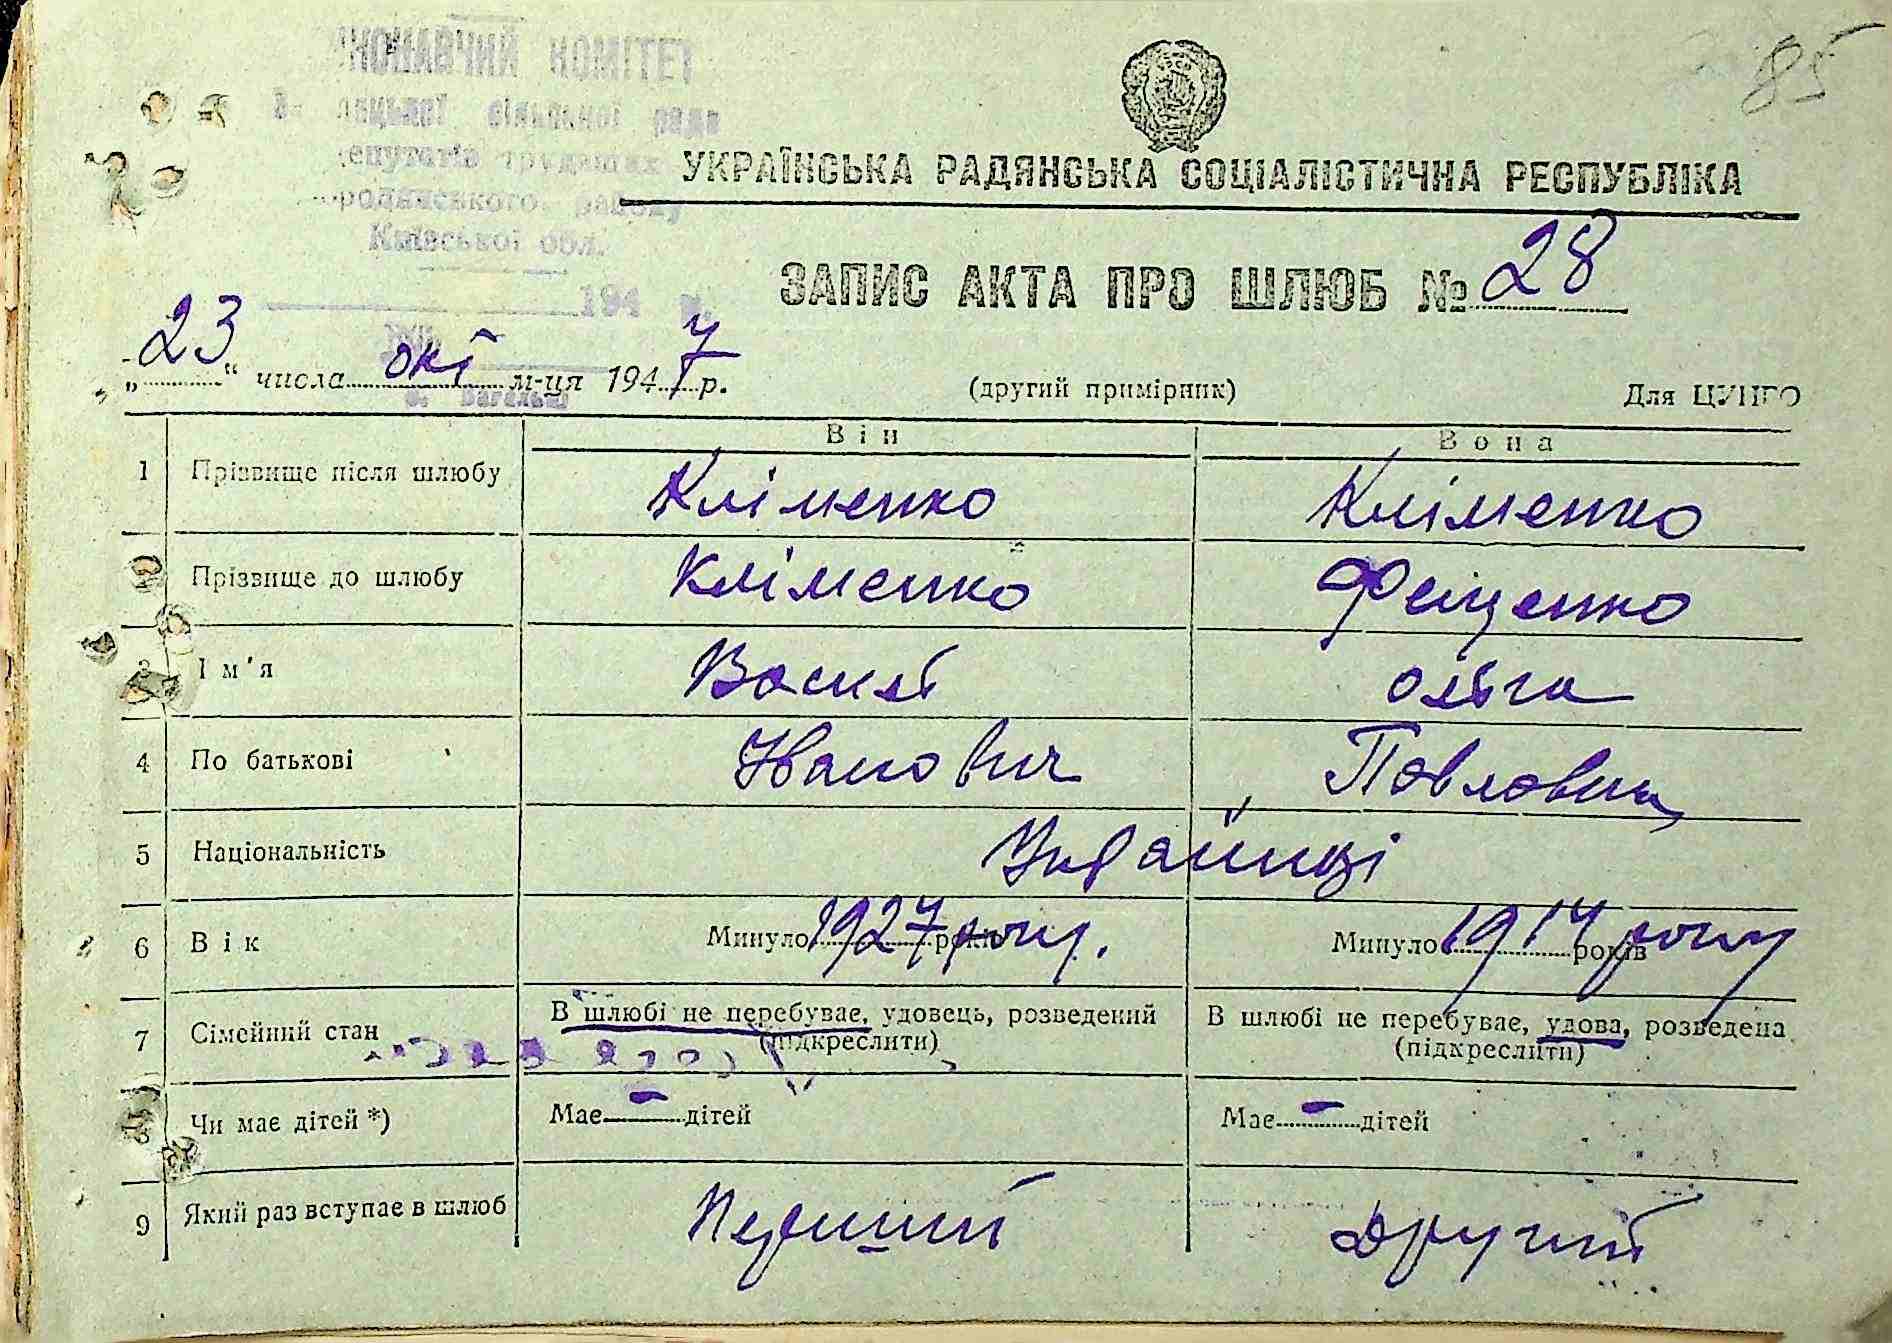 85
КОМІТЕТ
сільської ради
депутатів трудящих
району
Київської обл.
194 р.
УКРАЇНСЬКА РАДЯНСЬКА СОЦІАЛІСТИЧНА РЕСПУБЛІКА
ЗАПИС АКТА ПРО ШЛЮБ № 28
„23“ числа окт м-ця 1947 р. (другий примірник) Для ЦУНГО
Він Вона
1 Прізвище після шлюбу Кліменко Кліменко
2 Прізвище до шлюбу Кліменко Фещенко
3 Ім'я Василь Ольга
4 По батькові Иванович Павловна
5 Національність Українці
6 Вік Минуло 1927 року. років Минуло 1914 року років
7 Сімейний стан В шлюбі не перебуває, удовець, розведений (підкреслити) В шлюбі не перебуває, удова, розведена (підкреслити)
8 Чи має дітей *) Має — дітей Має — дітей
9 Який раз вступає в шлюб Перший Другий